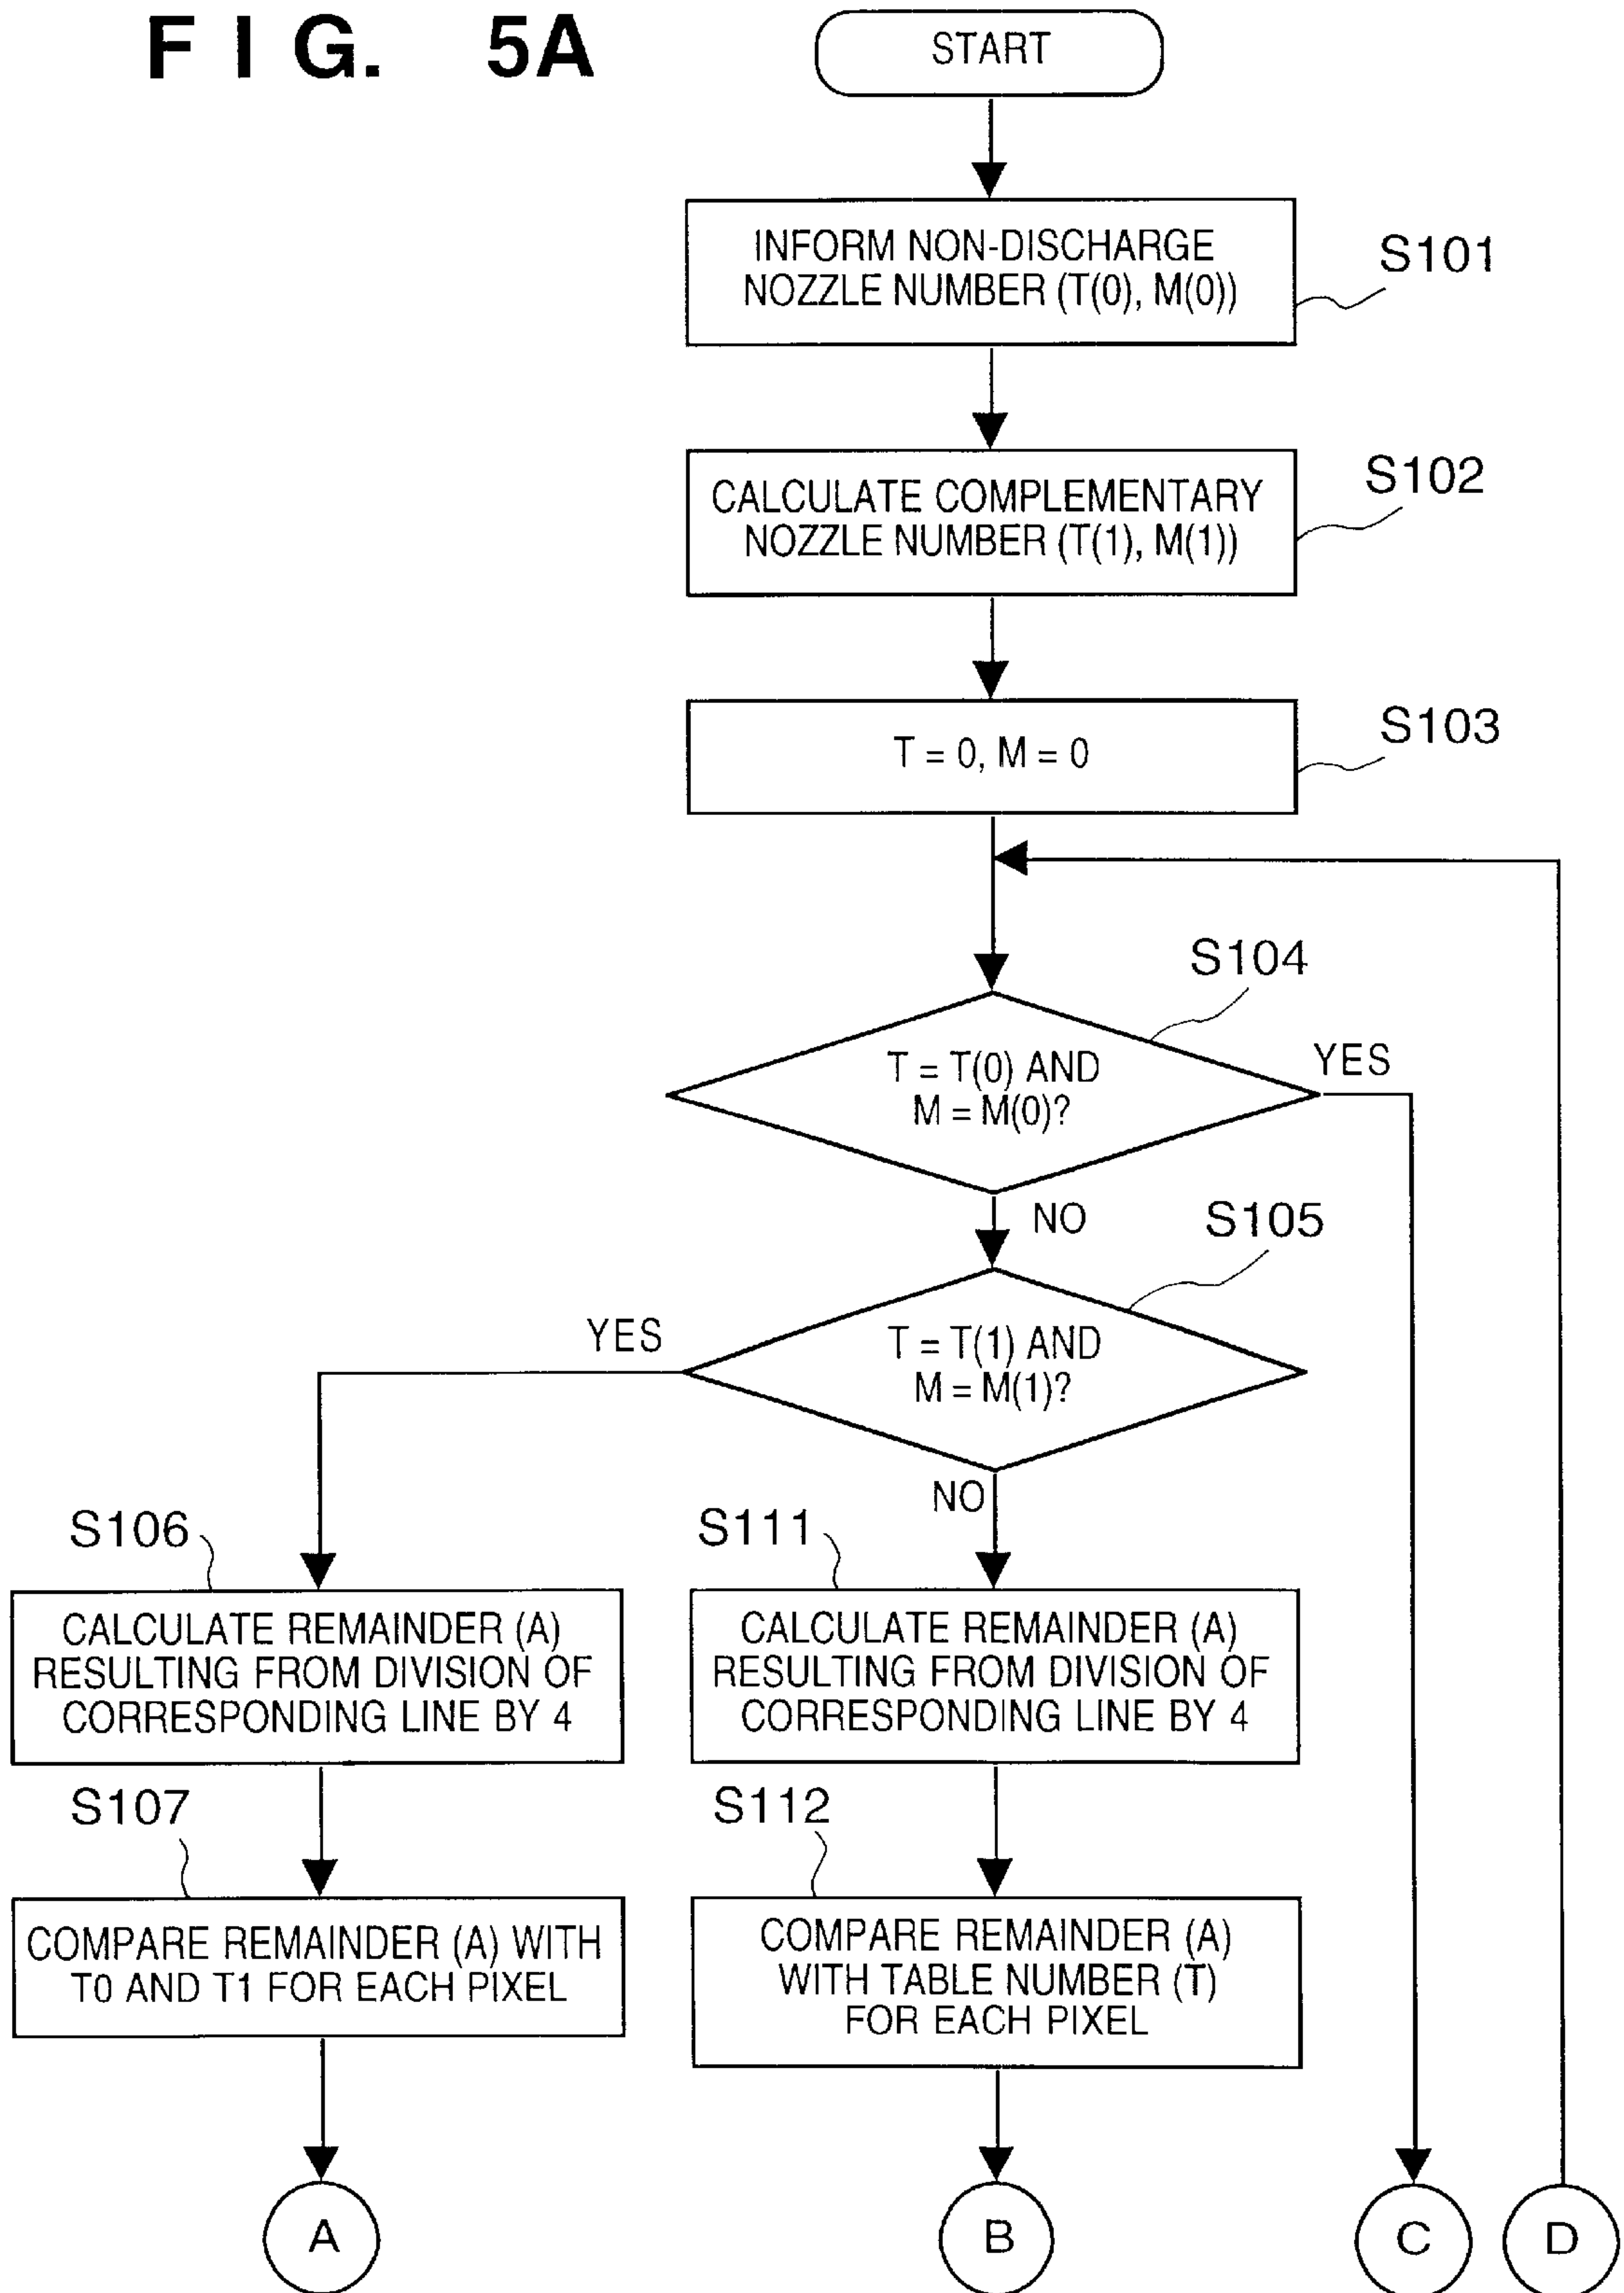 FIG. 5A
START
INFORM NON-DISCHARGE
NOZZLE NUMBER (T(0), M(0))
S101
CALCULATE COMPLEMENTARY
NOZZLE NUMBER (T(1), M(1))
S102
T = 0, M = 0
S103
S104
T = T(0) AND
M = M(0)?
YES
NO
S105
YES
T = T(1) AND
M = M(1)?
NO
S106
S111
CALCULATE REMAINDER (A)
RESULTING FROM DIVISION OF
CORRESPONDING LINE BY 4
CALCULATE REMAINDER (A)
RESULTING FROM DIVISION OF
CORRESPONDING LINE BY 4
S107
S112
COMPARE REMAINDER (A) WITH
T0 AND T1 FOR EACH PIXEL
COMPARE REMAINDER (A)
WITH TABLE NUMBER (T)
FOR EACH PIXEL
A
B
C
D